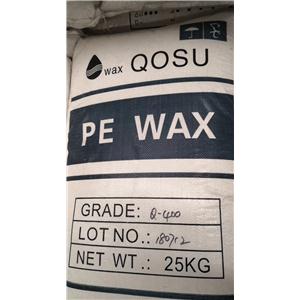 wax QOSU
PE WAX
GRADE: Q-400
LOT NO.: 180712
NET WT.: 25KG